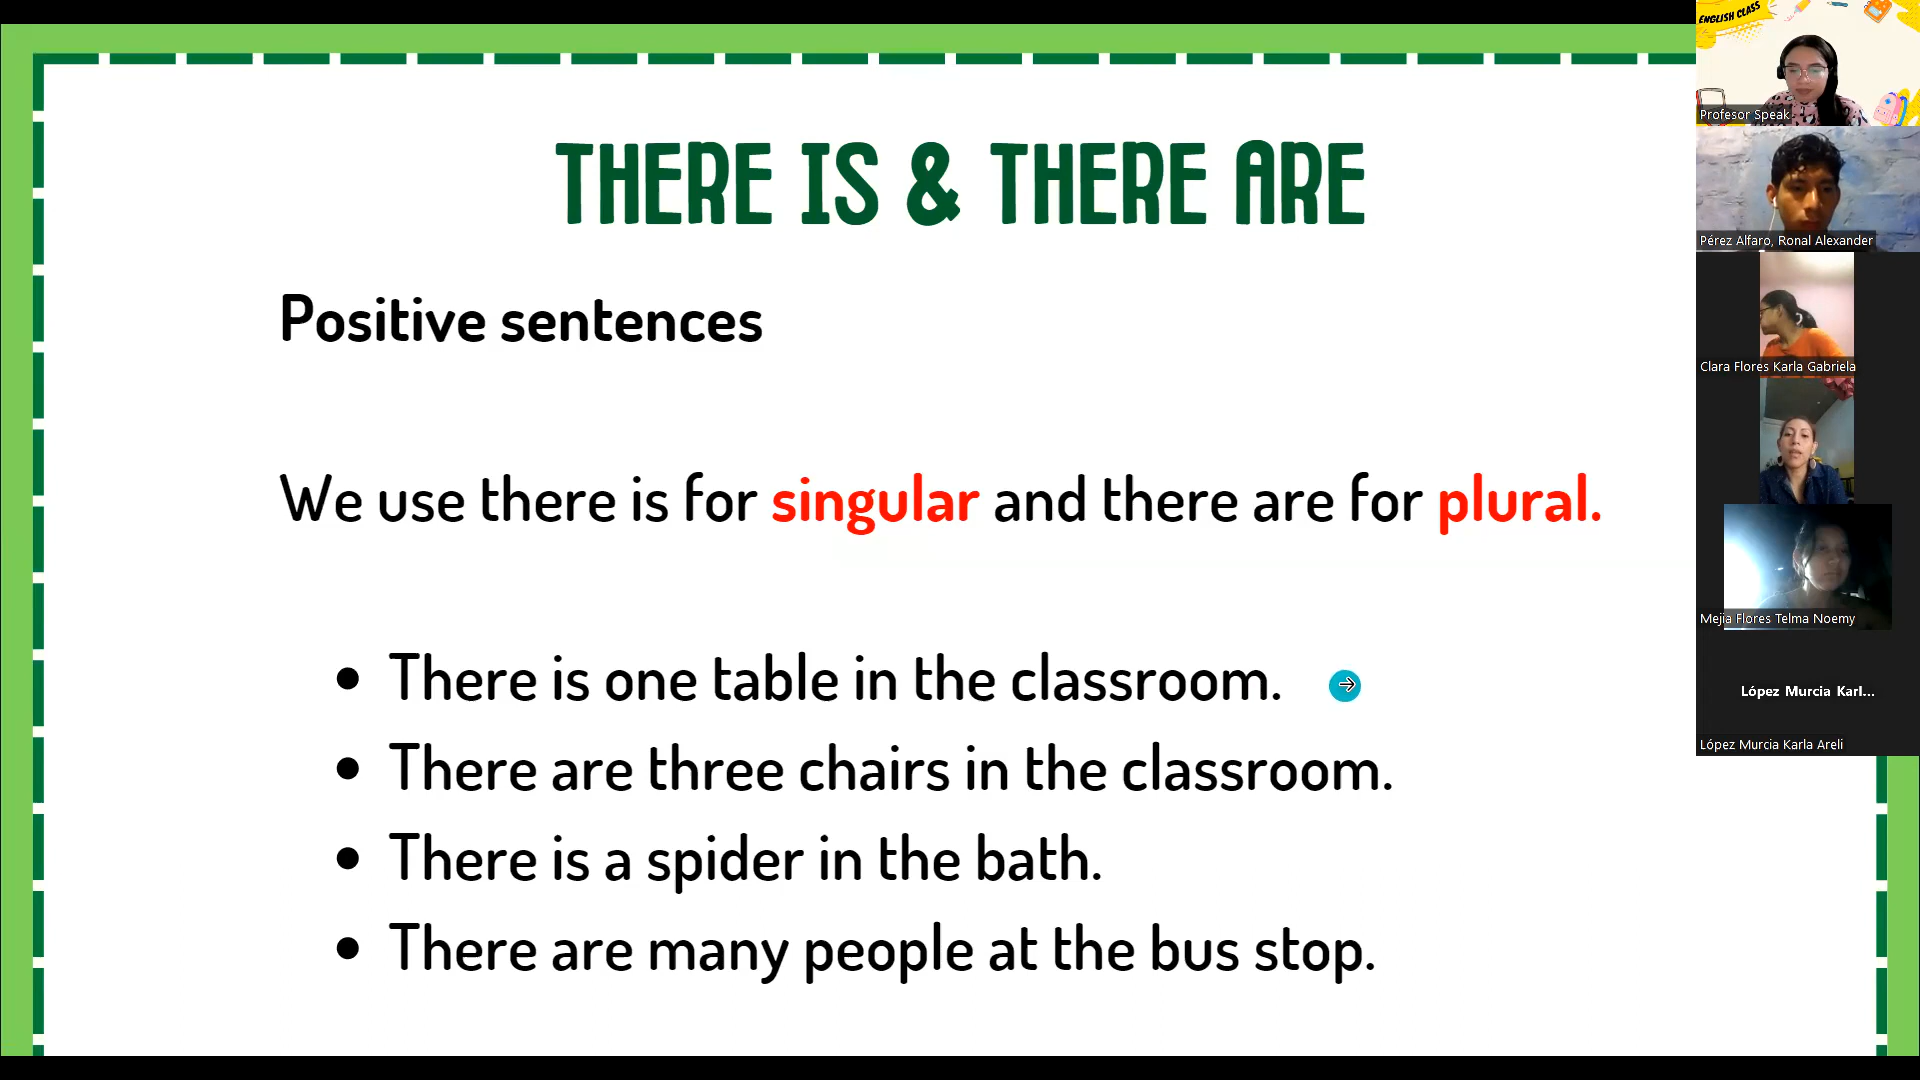 THERE IS & THERE ARE
Positive sentences
We use there is for singular and there are for plural.
• There is one table in the classroom.
• There are three chairs in the classroom.
• There is a spider in the bath.
• There are many people at the bus stop.
ENGLISH CLASS
Profesor Speak
Pérez Alfaro, Ronal Alexander
Clara Flores Karla Gabriela
Mejia Flores Telma Noemy
López Murcia Karl...
López Murcia Karla Areli